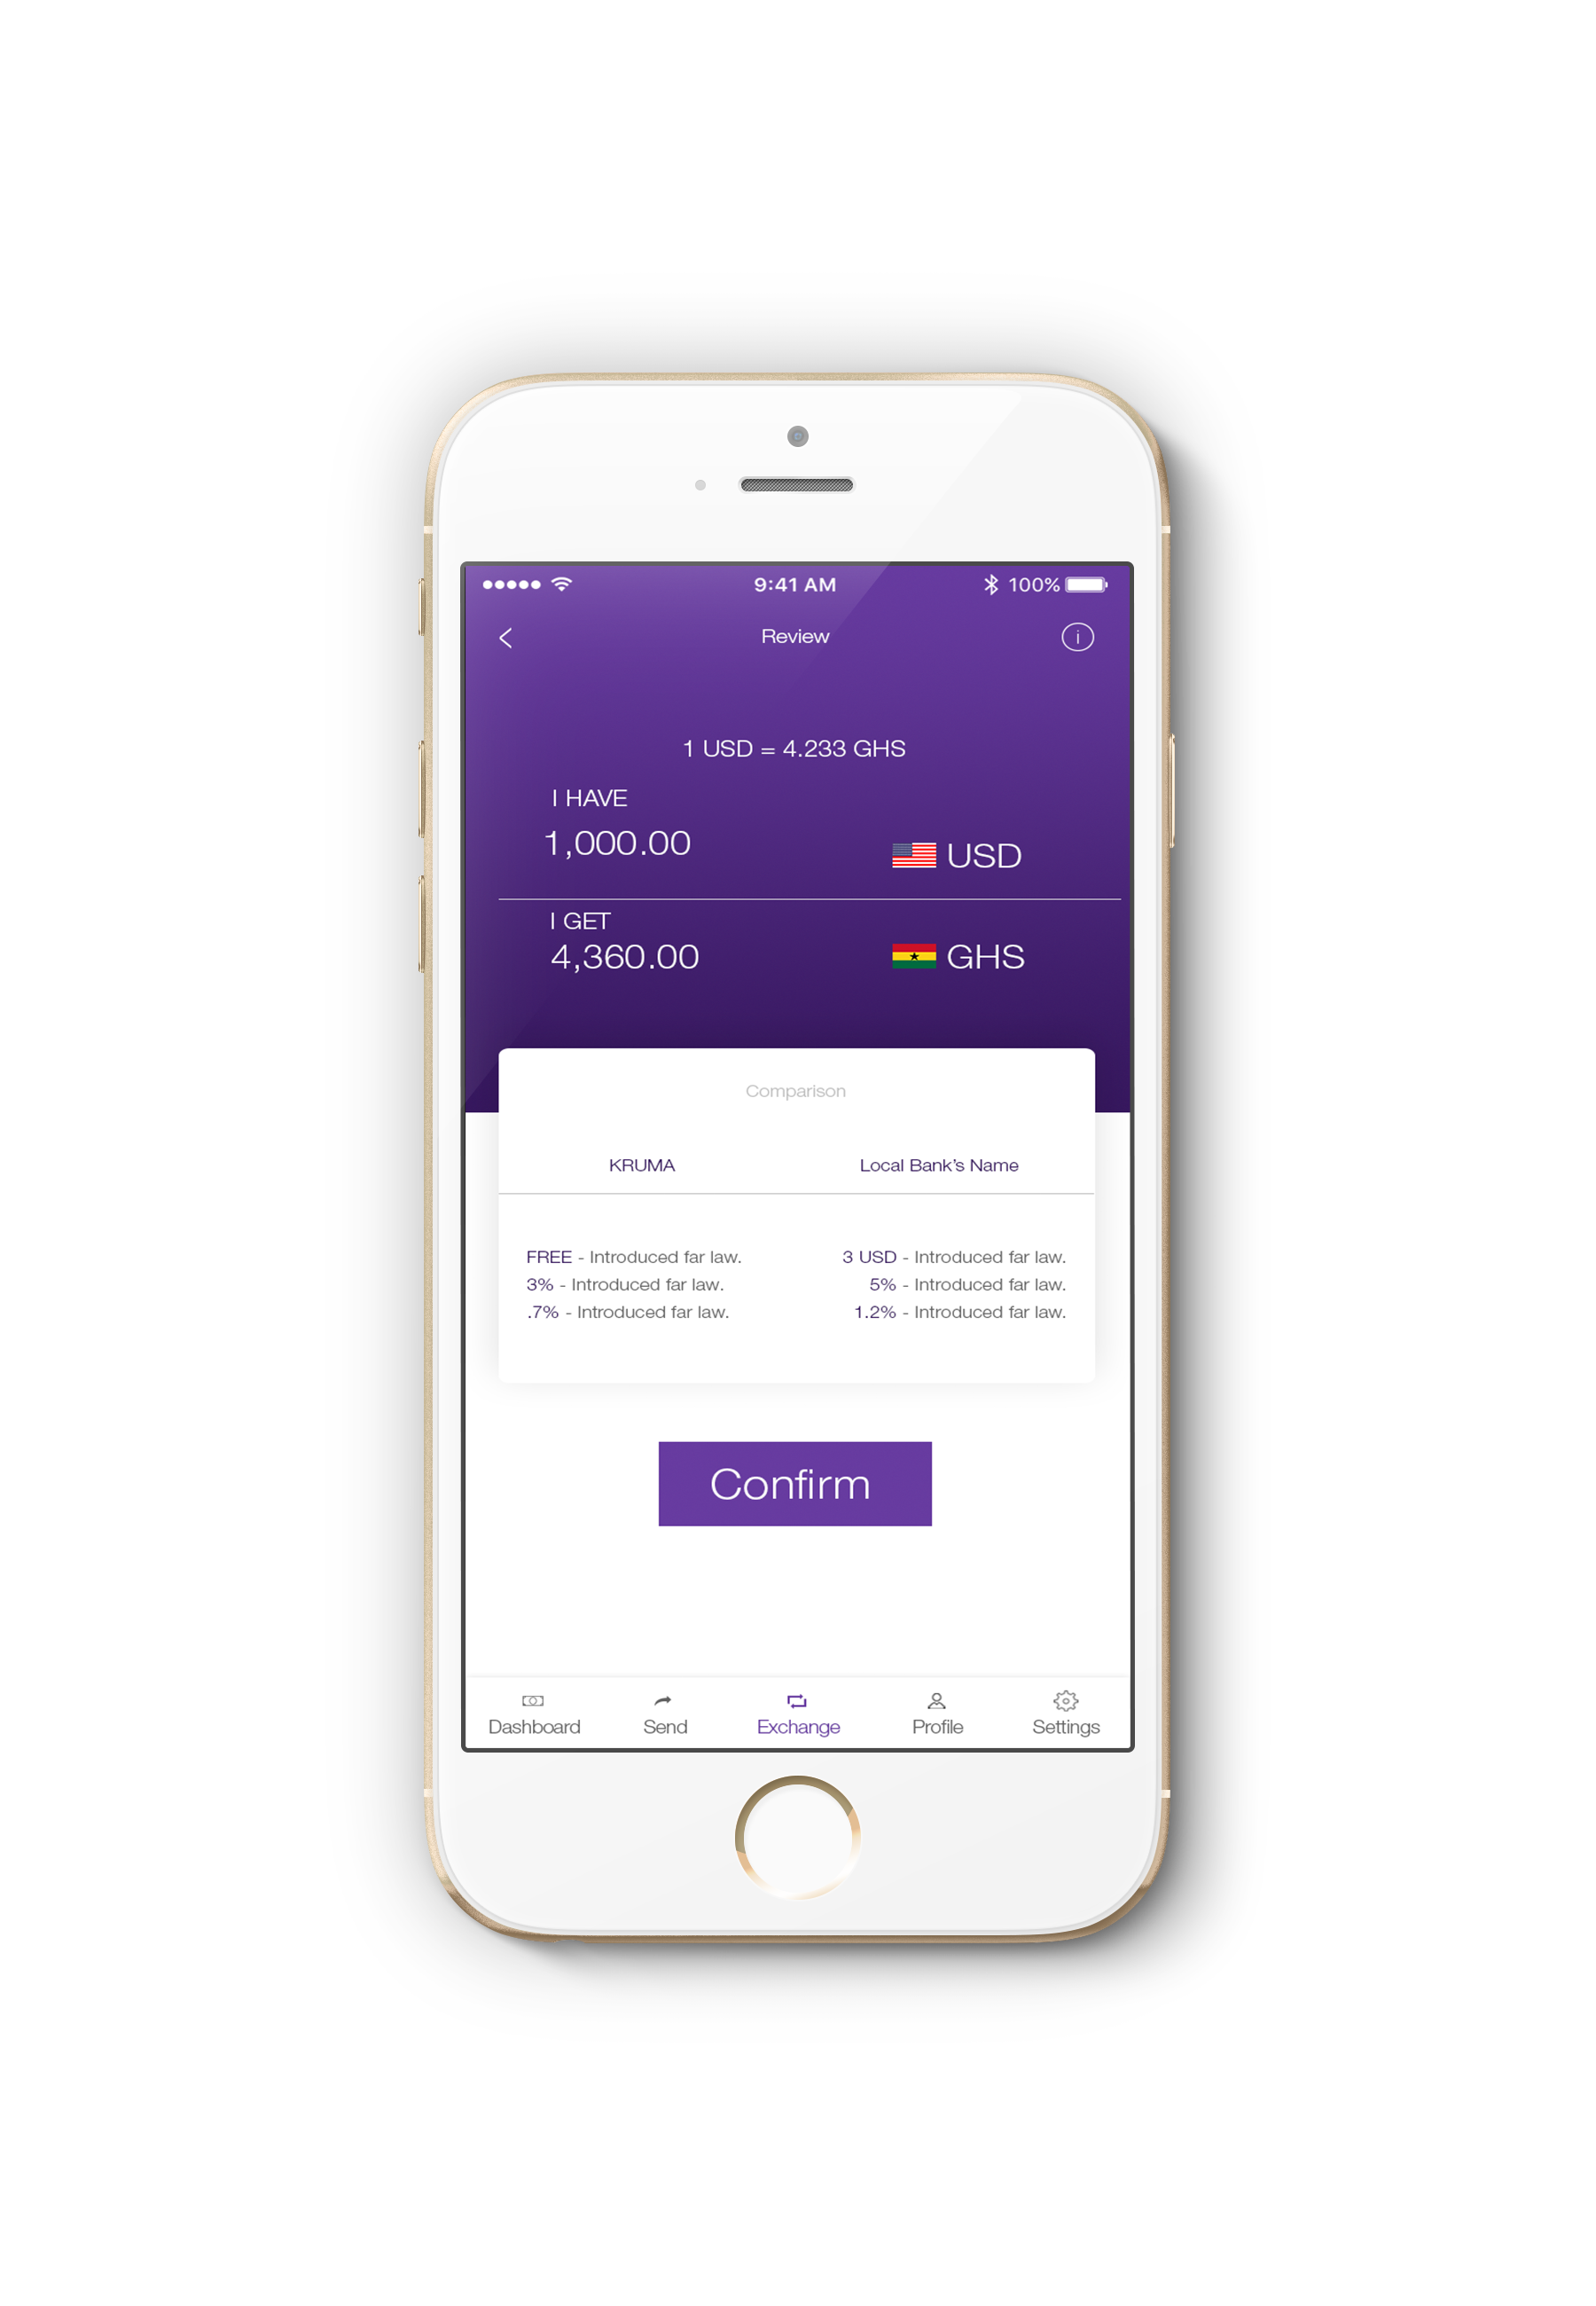 9:41 AM
100%
Review
1 USD = 4.233 GHS
I HAVE
1,000.00 USD
I GET
4,360.00 GHS
Comparison
KRUMA Local Bank’s Name
FREE - Introduced far law. 3 USD - Introduced far law.
3% - Introduced far law. 5% - Introduced far law.
.7% - Introduced far law. 1.2% - Introduced far law.
Confirm
Dashboard Send Exchange Profile Settings